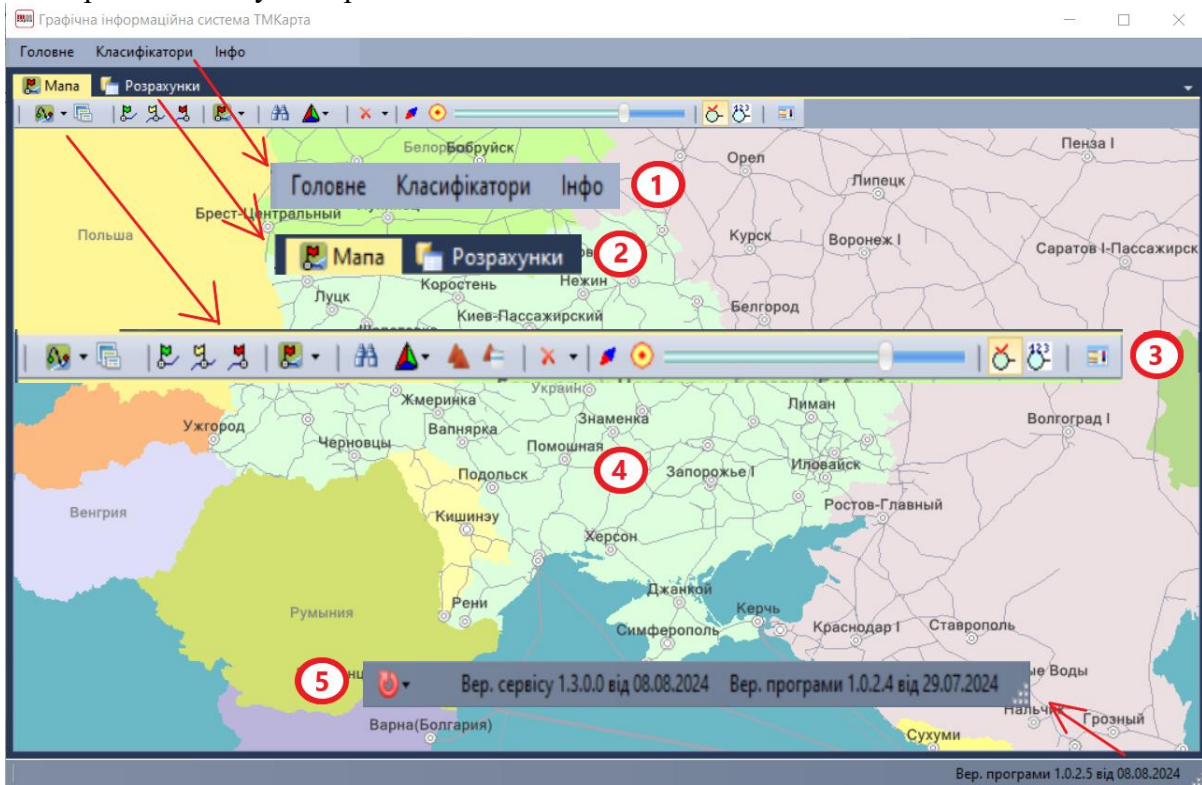 Графічна інформаційна система ТМКарта
Головне Класифікатори Інфо
Мапа Розрахунки
Бобруйск
Орел
Пенза I
Липецк
Головне Класифікатори Інфо 1
Брест-Центральный
Польша
Курск
Воронеж I
Саратов I-Пассажирск
Мапа Розрахунки 2
Коростень
Нежин
Луцк
Белгород
Киев-Пассажирский
123
3
Украина
Жмеринка
Лиман
Знаменка
Волгоград I
Ужгород
Вапнярка
Черновцы
Помошная
4
Запорожье I
Иловайск
Подольск
Ростов-Главный
Венгрия
Кишинэу
Херсон
Джанкой
Рени
Керчь
Румыния
Симферополь
Краснодар I
Ставрополь
5
Вер. сервісу 1.3.0.0 від 08.08.2024 Вер. програми 1.0.2.4 від 29.07.2024
ые Воды
Нальчик
Грозный
Варна(Болгария)
Сухуми
Вер. програми 1.0.2.5 від 08.08.2024